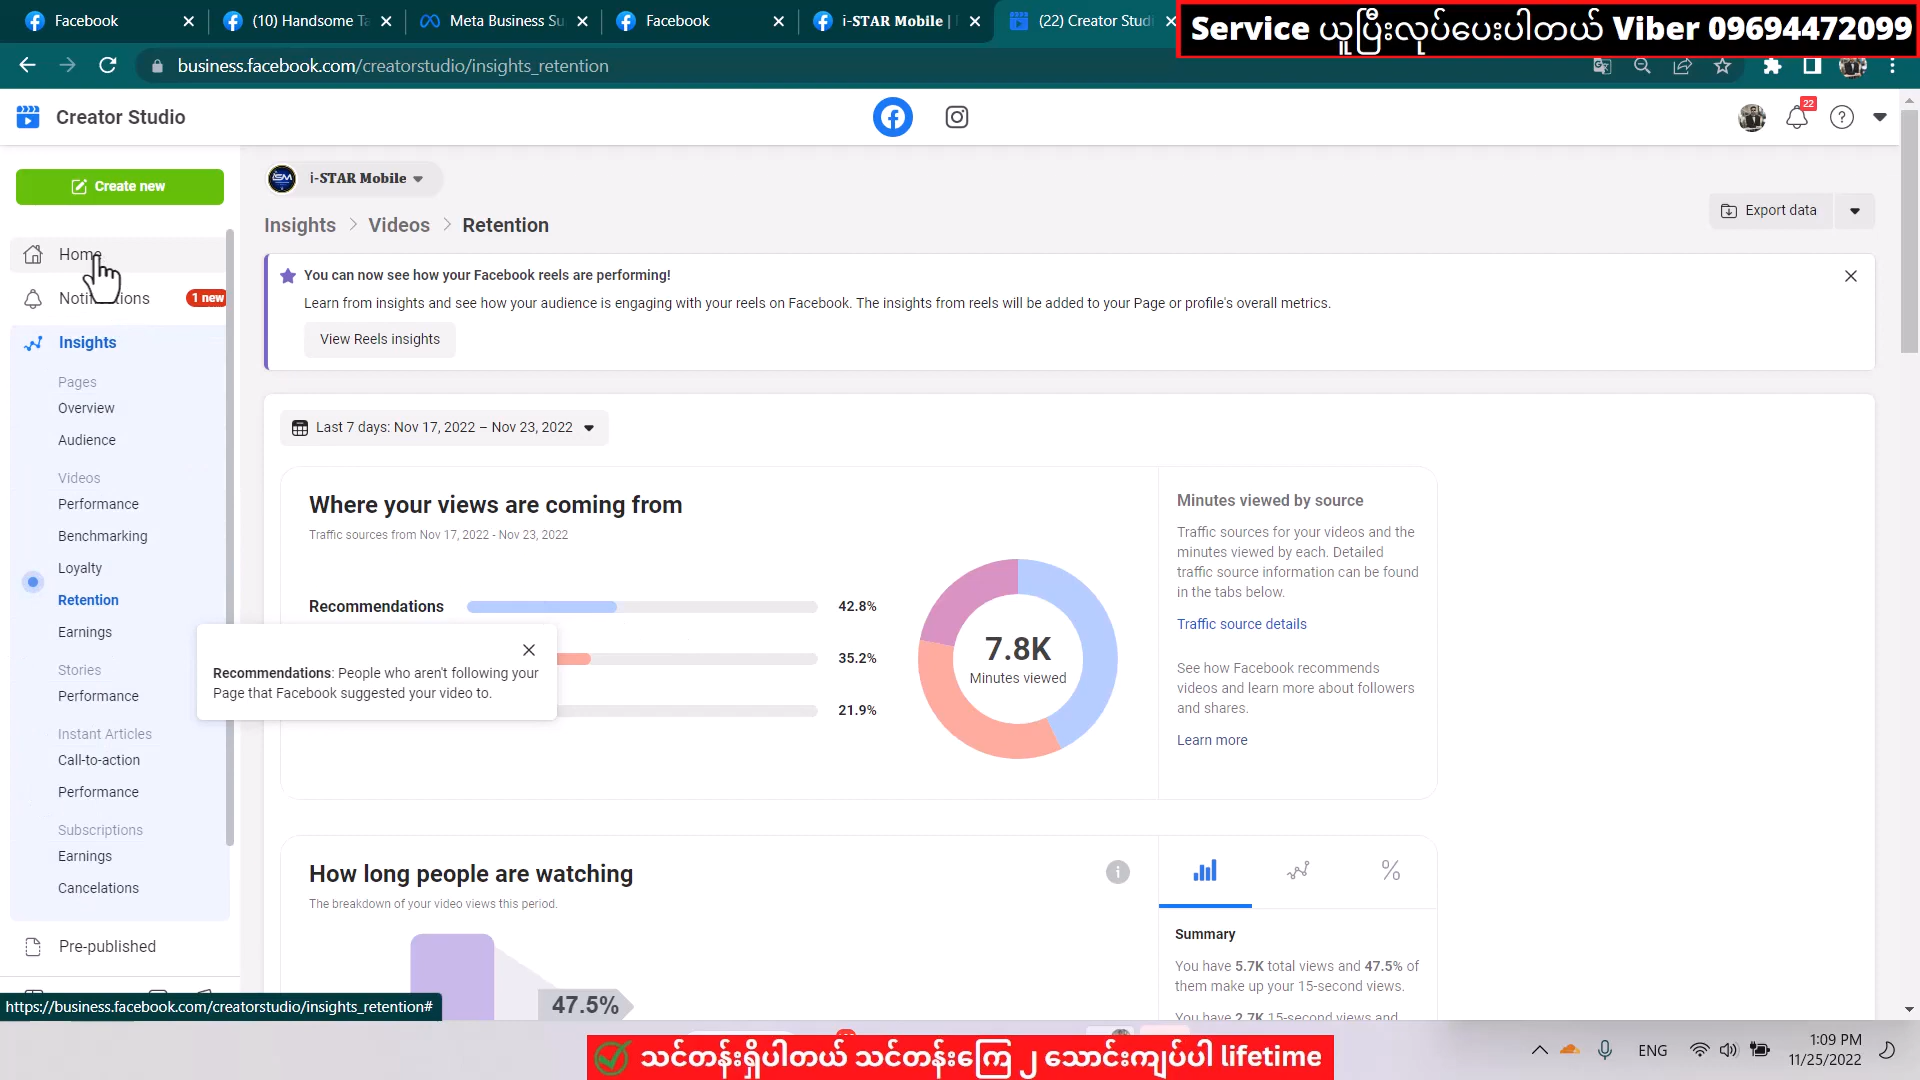 Facebook
(10) Handsome Ta
Meta Business Su
Facebook
i-STAR Mobile |
(22) Creator Studi
Service ယူပြီးလုပ်ပေးပါတယ် Viber 09694472099
business.facebook.com/creatorstudio/insights_retention
Creator Studio
22
Create new
i-STAR Mobile
Insights > Videos > Retention
Export data
Home
Notifications
1 new
You can now see how your Facebook reels are performing!
Learn from insights and see how your audience is engaging with your reels on Facebook. The insights from reels will be added to your Page or profile's overall metrics.
View Reels insights
Insights
Pages
Overview
Audience
Videos
Performance
Benchmarking
Loyalty
Retention
Earnings
Stories
Performance
Instant Articles
Call-to-action
Performance
Subscriptions
Earnings
Cancelations
Pre-published
Last 7 days: Nov 17, 2022 – Nov 23, 2022
Where your views are coming from
Traffic sources from Nov 17, 2022 - Nov 23, 2022
Recommendations
42.8%
35.2%
21.9%
7.8K
Minutes viewed
Recommendations: People who aren't following your
Page that Facebook suggested your video to.
Minutes viewed by source
Traffic sources for your videos and the
minutes viewed by each. Detailed
traffic source information can be found
in the tabs below.
Traffic source details
See how Facebook recommends
videos and learn more about followers
and shares.
Learn more
How long people are watching
The breakdown of your video views this period.
47.5%
Summary
You have 5.7K total views and 47.5% of
them make up your 15-second views.
You have 2.7K 15-second views and
https://business.facebook.com/creatorstudio/insights_retention#
သင်တန်းရှိပါတယ် သင်တန်းကြေ ၂ သောင်းကျပ်ပါ lifetime
ENG
1:09 PM
11/25/2022